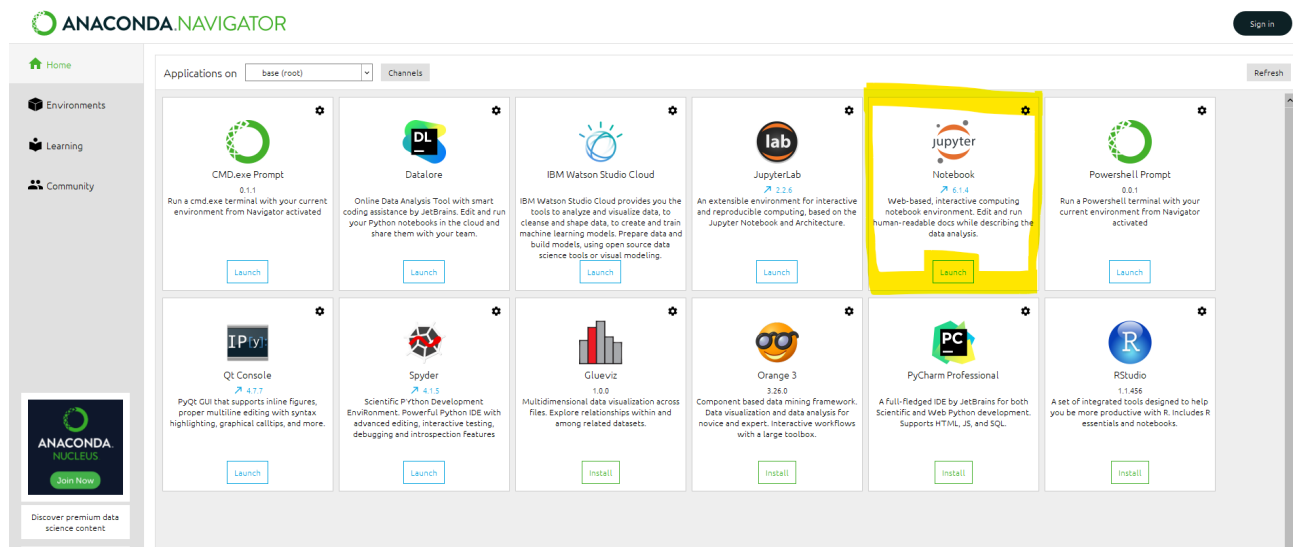 ANACONDA.NAVIGATOR
Sign in
Home
Environments
Learning
Community
Applications on
base (root)
Channels
Refresh
CMD.exe Prompt
0.1.1
Run a cmd.exe terminal with your current
environment from Navigator activated
Launch
DL
Datalore
Online Data Analysis Tool with smart
coding assistance by JetBrains. Edit and run
your Python notebooks in the cloud and
share them with your team.
Launch
IBM Watson Studio Cloud
IBM Watson Studio Cloud provides you the
tools to analyze and visualize data, to
cleanse and shape data, to create and train
machine learning models. Prepare data and
build models, using open source data
science tools or visual modeling.
Launch
lab
JupyterLab
2.2.6
An extensible environment for interactive
and reproducible computing, based on the
Jupyter Notebook and Architecture.
Launch
jupyter
Notebook
6.1.4
Web-based, interactive computing
notebook environment. Edit and run
human-readable docs while describing the
data analysis.
Launch
Powershell Prompt
0.0.1
Run a Powershell terminal with your
current environment from Navigator
activated
Launch
IP[y]:
Qt Console
4.7.7
PyQt GUI that supports inline figures,
proper multiline editing with syntax
highlighting, graphical calltips, and more.
Launch
Spyder
4.1.5
Scientific PYthon Development
EnviRonment. Powerful Python IDE with
advanced editing, interactive testing,
debugging and introspection features
Launch
Glueviz
1.0.0
Multidimensional data visualization across
files. Explore relationships within and
among related datasets.
Install
Orange 3
3.26.0
Component based data mining framework.
Data visualization and data analysis for
novice and expert. Interactive workflows
with a large toolbox.
Install
PC
PyCharm Professional
A full-fledged IDE by JetBrains for both
Scientific and Web Python development.
Supports HTML, JS, and SQL.
Install
R
RStudio
1.1.456
A set of integrated tools designed to help
you be more productive with R. Includes R
essentials and notebooks.
Install
ANACONDA.
NUCLEUS
Join Now
Discover premium data
science content